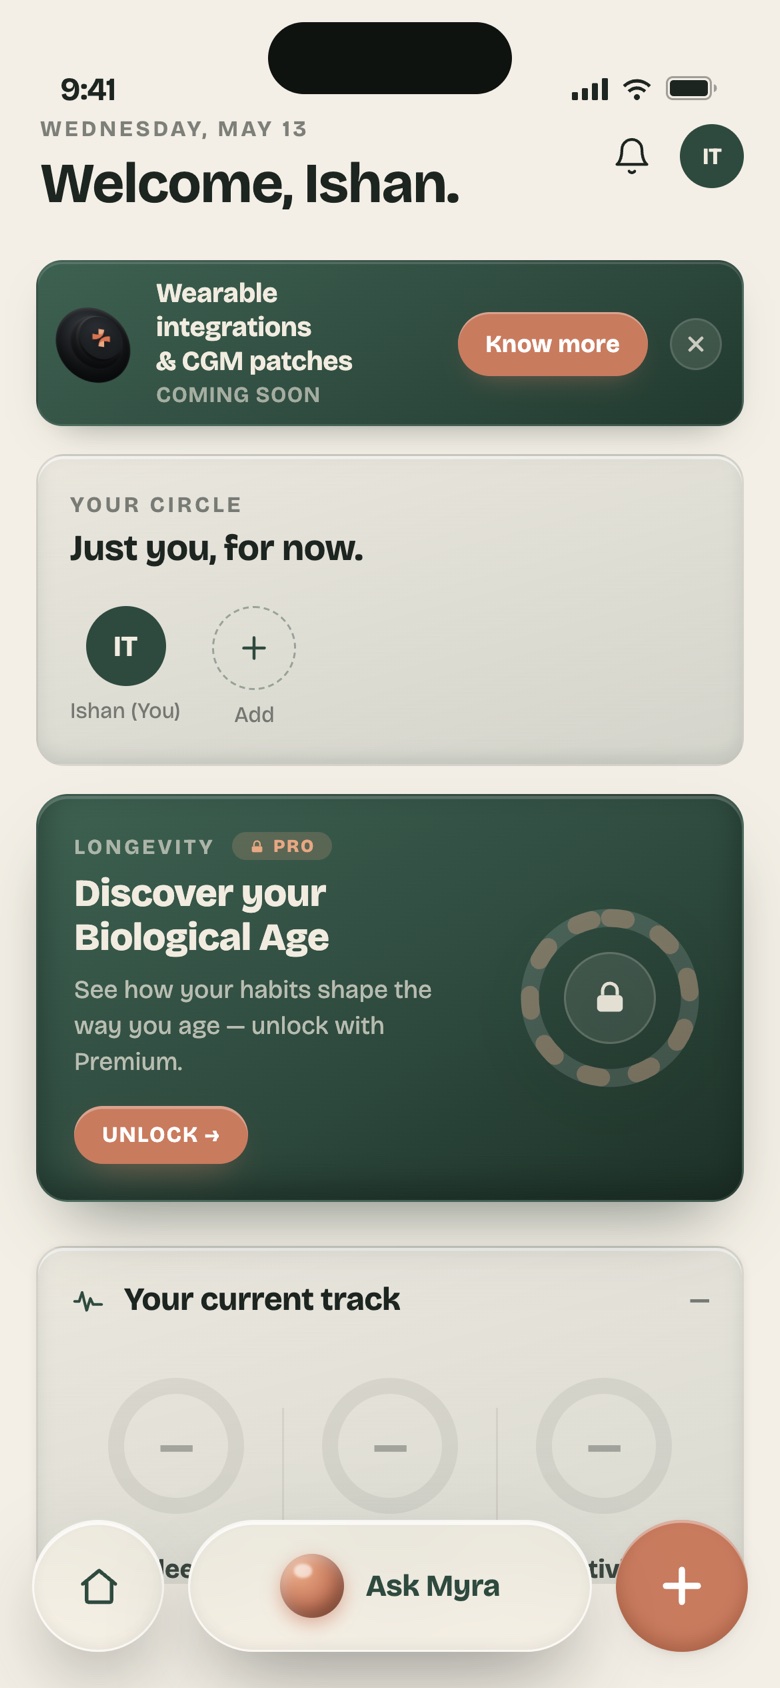 9:41
WEDNESDAY, MAY 13
Welcome, Ishan.
IT
Wearable
integrations
& CGM patches
COMING SOON
Know more
YOUR CIRCLE
Just you, for now.
IT
Ishan (You)
Add
LONGEVITY
PRO
Discover your
Biological Age
See how your habits shape the
way you age — unlock with
Premium.
UNLOCK →
Your current track
–
–
–
–
Ask Myra